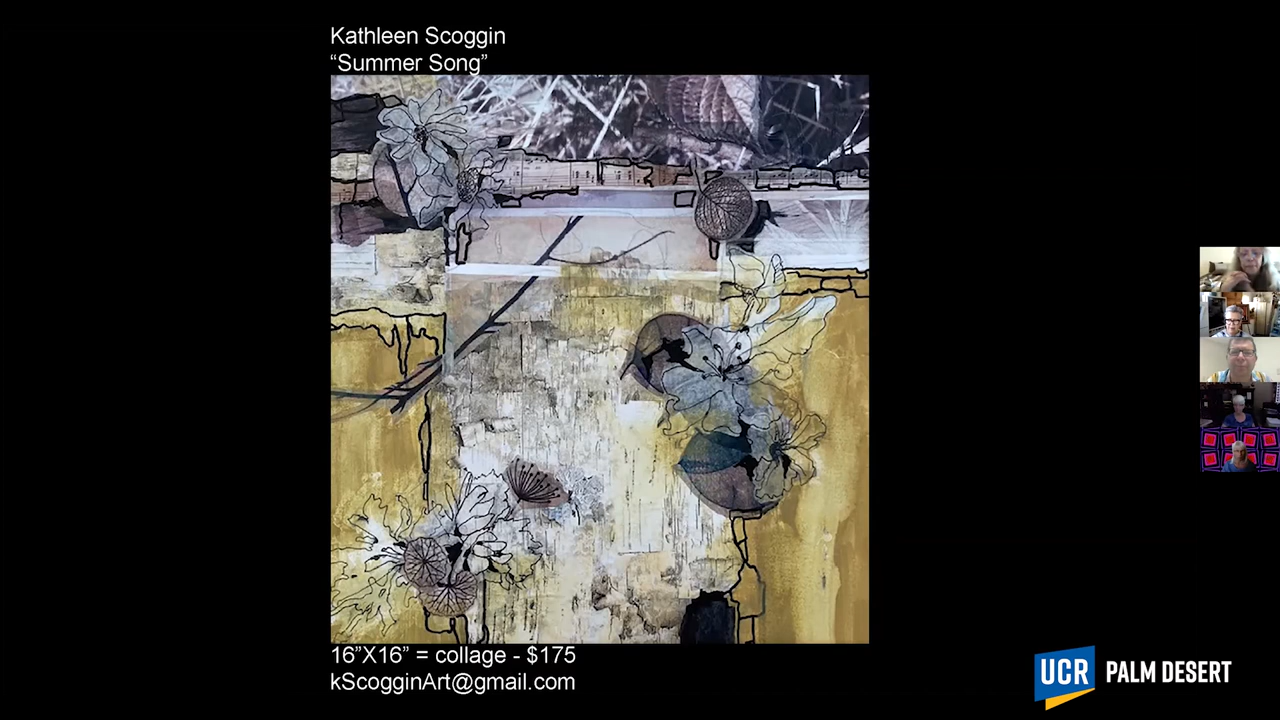 Kathleen Scoggin
“Summer Song”
16”X16” = collage - $175
kScogginArt@gmail.com
UCR PALM DESERT